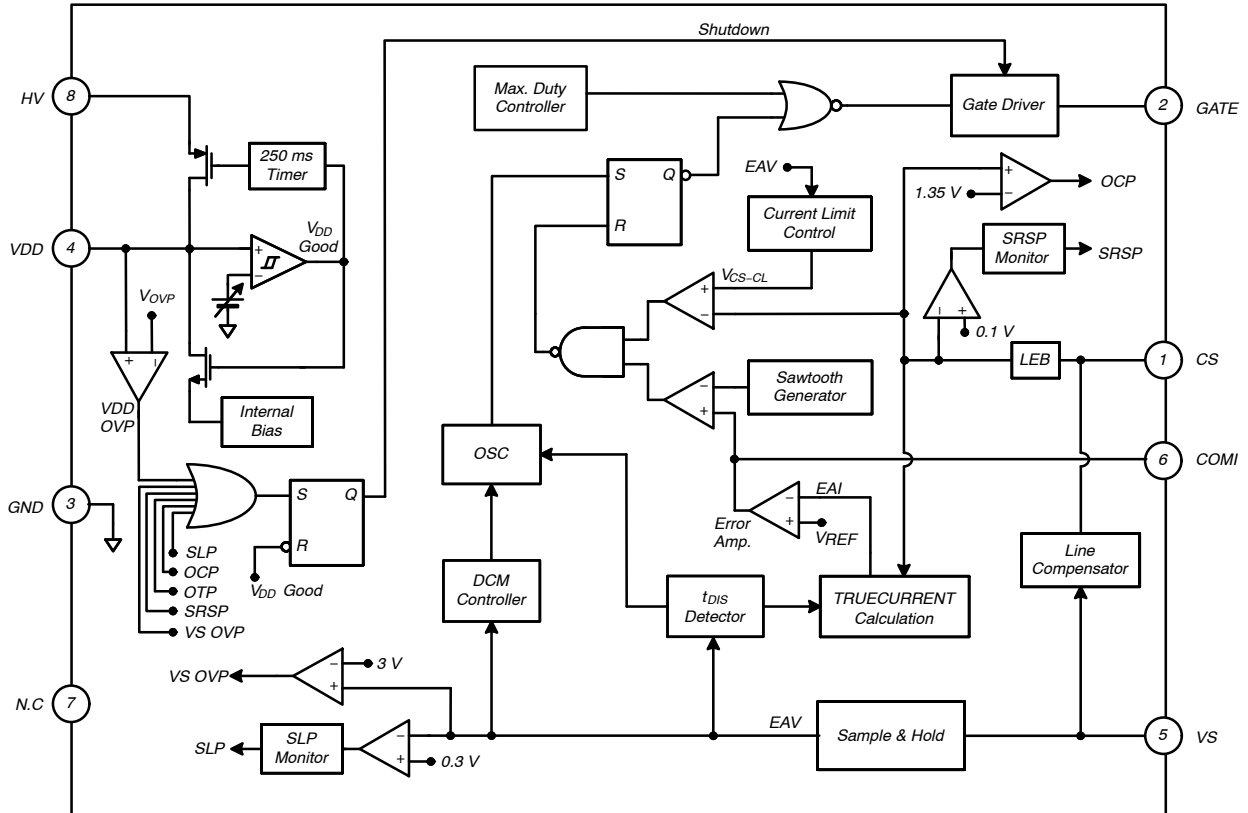 Shutdown
HV
8
Max. Duty
Controller
Gate Driver
2
GATE
250 ms
Timer
S
Q
R
EAV
+
−
1.35 V
OCP
Current Limit
Control
SRSP
Monitor
SRSP
VDD
4
VDD
Good
+
−
VOVP
+
−
VCS−CL
+
−
−
+
0.1 V
LEB
1
CS
VDD
OVP
Internal
Bias
Sawtooth
Generator
−
+
OSC
6
COMI
GND
3
S
Q
R
VDD Good
SLP
OCP
OTP
SRSP
VS OVP
EAI
−
+
VREF
Error
Amp.
Line
Compensator
DCM
Controller
tDIS
Detector
TRUECURRENT
Calculation
N.C
7
VS OVP
−
+
3 V
SLP
SLP
Monitor
−
+
0.3 V
EAV
Sample & Hold
5
VS